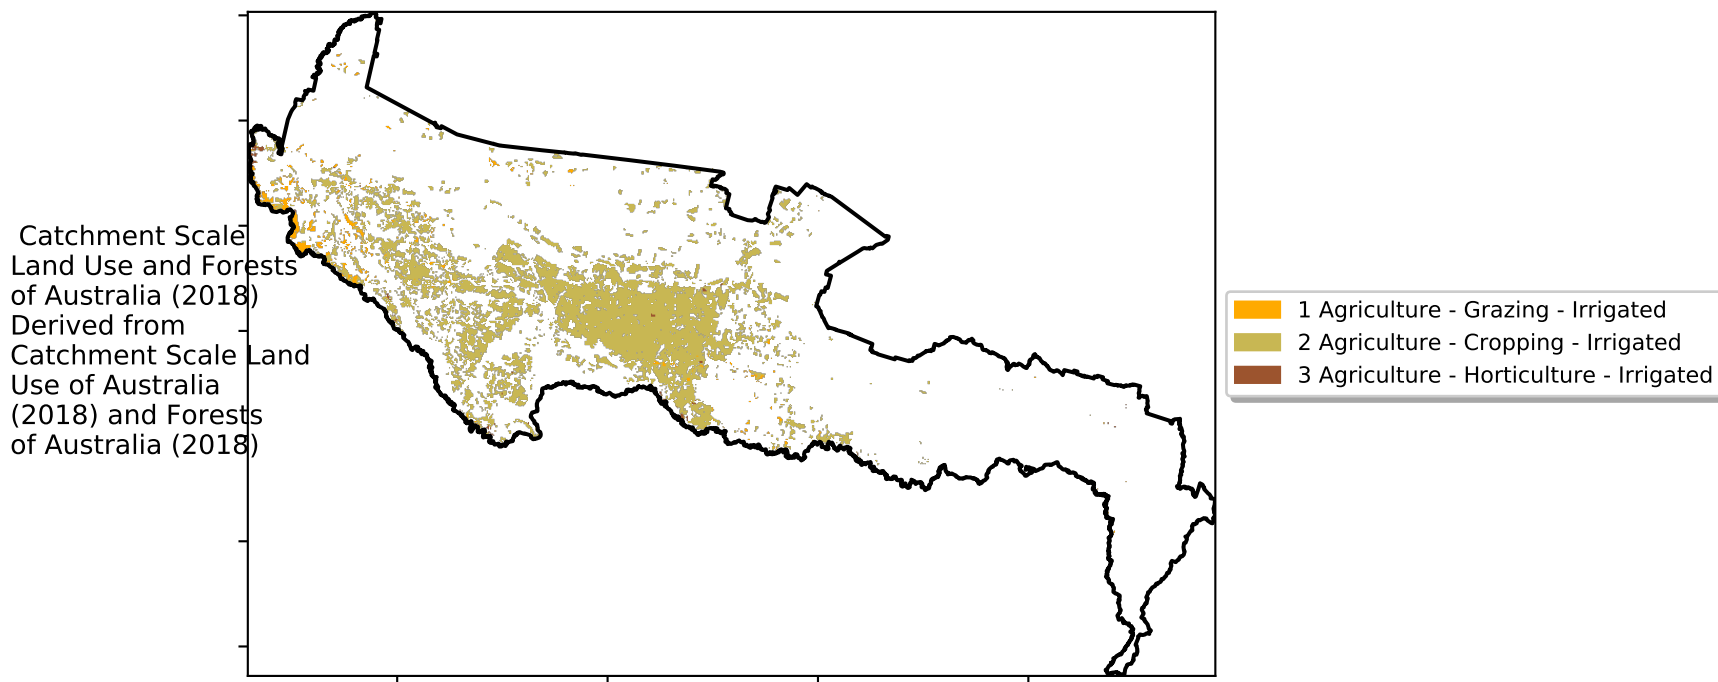 Catchment Scale
Land Use and Forests
of Australia (2018)
Derived from
Catchment Scale Land
Use of Australia
(2018) and Forests
of Australia (2018)
1 Agriculture - Grazing - Irrigated
2 Agriculture - Cropping - Irrigated
3 Agriculture - Horticulture - Irrigated